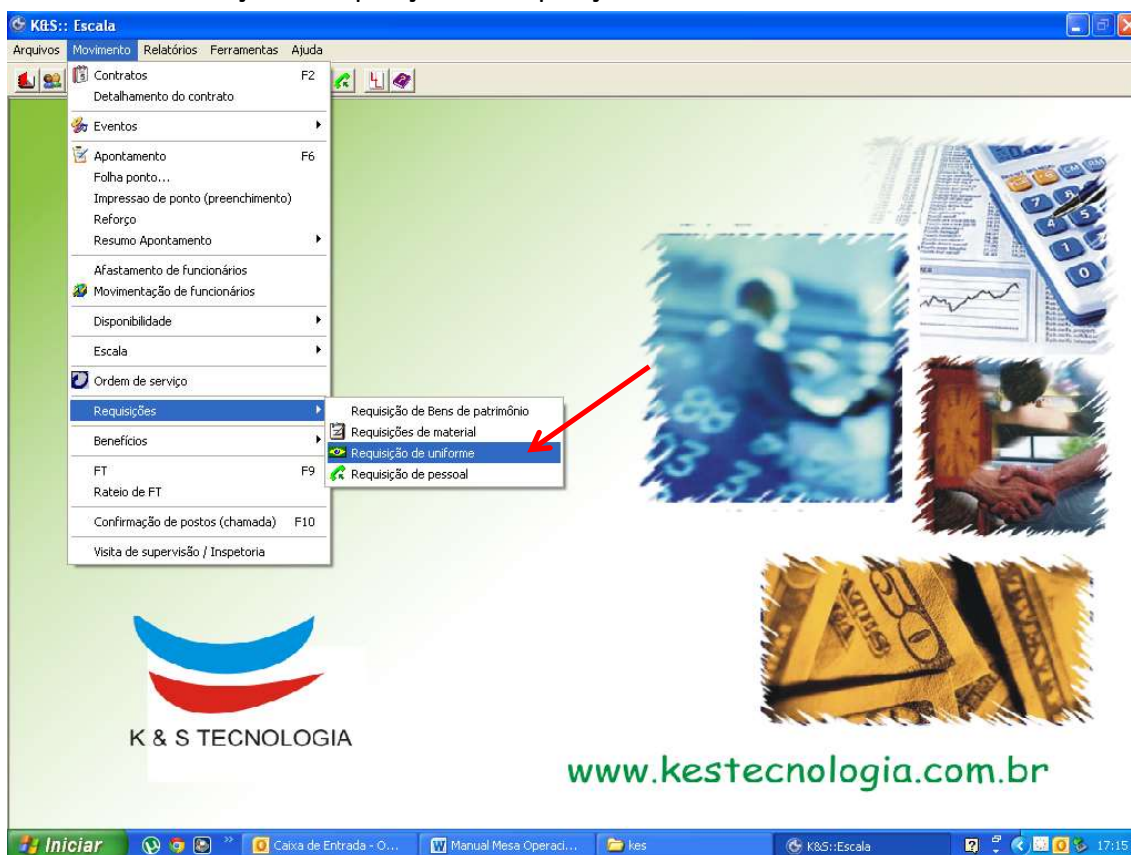 K&S:: Escala
Arquivos Movimento Relatórios Ferramentas Ajuda
Contratos F2
Detalhamento do contrato
Eventos
Apontamento F6
Folha ponto...
Impressao de ponto (preenchimento)
Reforço
Resumo Apontamento
Afastamento de funcionários
Movimentação de funcionários
Disponibilidade
Escala
Ordem de serviço
Requisições
Requisição de Bens de patrimônio
Requisições de material
Requisição de uniforme
Requisição de pessoal
Benefícios
FT F9
Rateio de FT
Confirmação de postos (chamada) F10
Visita de supervisão / Inspetoria
K & S TECNOLOGIA
www.kestecnologia.com.br
Iniciar
Caixa de Entrada - O...
Manual Mesa Operaci...
kes
K&S::Escala
17:15